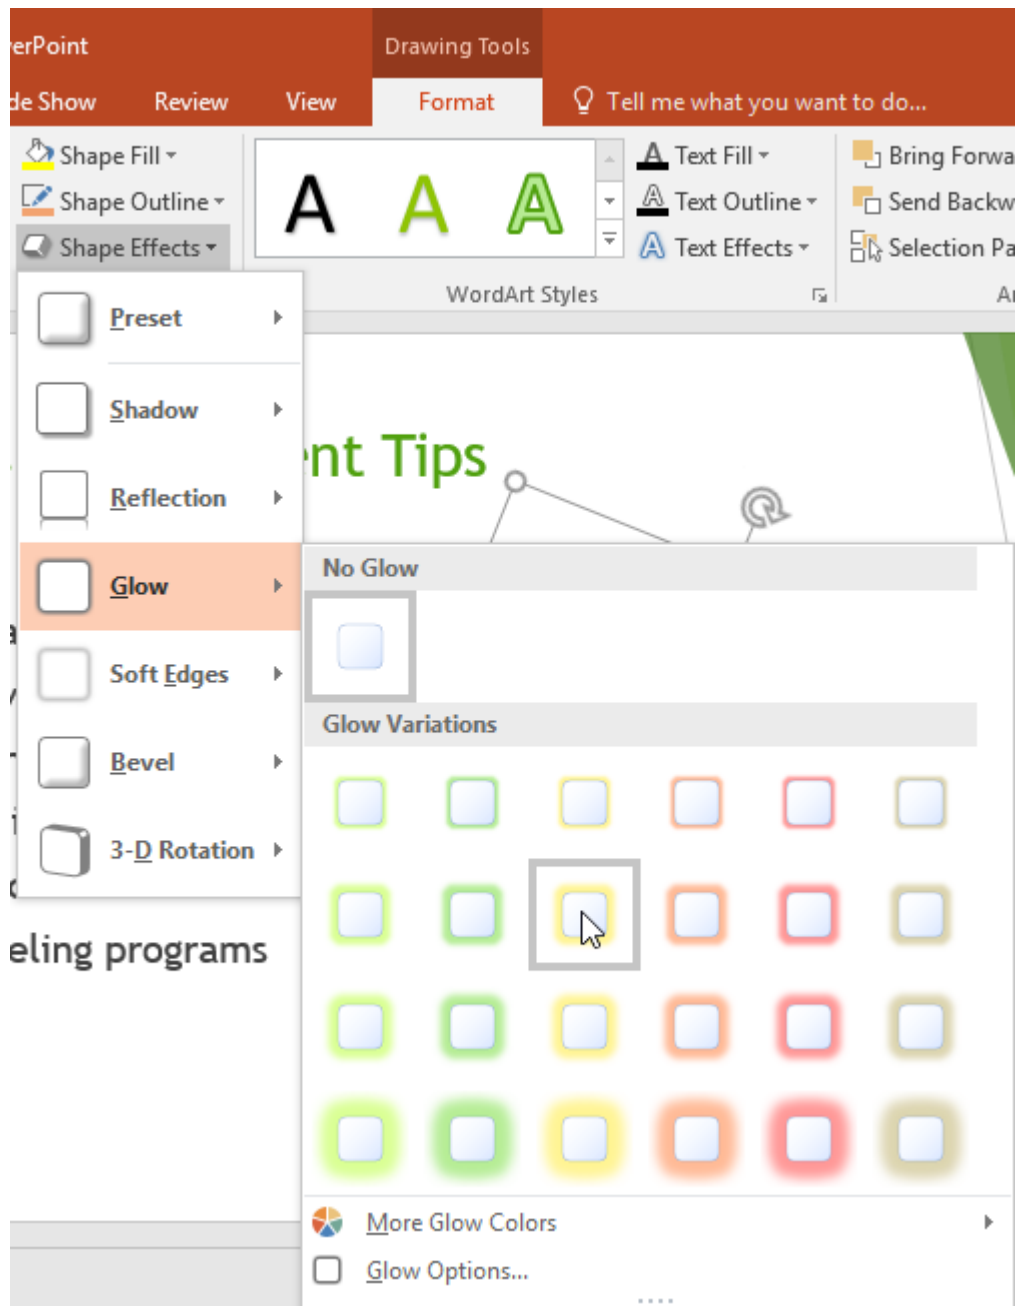 erPoint
Drawing Tools
de Show Review View Format Tell me what you want to do...
Shape Fill
Shape Outline
Shape Effects
A A A
Text Fill
Text Outline
Text Effects
WordArt Styles
Bring Forwa
Send Backw
Selection Pa
Ar
Preset
Shadow
Reflection
Glow
Soft Edges
Bevel
3-D Rotation
ent Tips
No Glow
Glow Variations
More Glow Colors
Glow Options...
eling programs